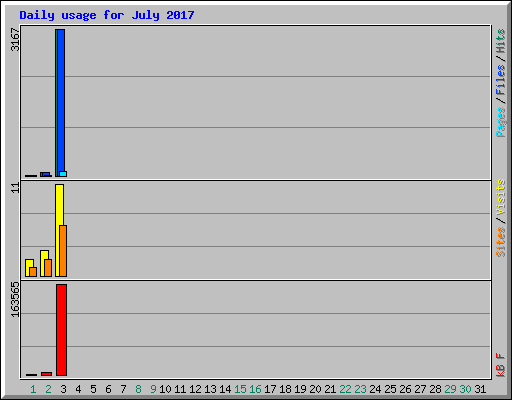 Daily usage for July 2017
3167
11
163565
Pages/Files/Hits
Sites/Visits
kB F
1 2 3 4 5 6 7 8 9 10 11 12 13 14 15 16 17 18 19 20 21 22 23 24 25 26 27 28 29 30 31